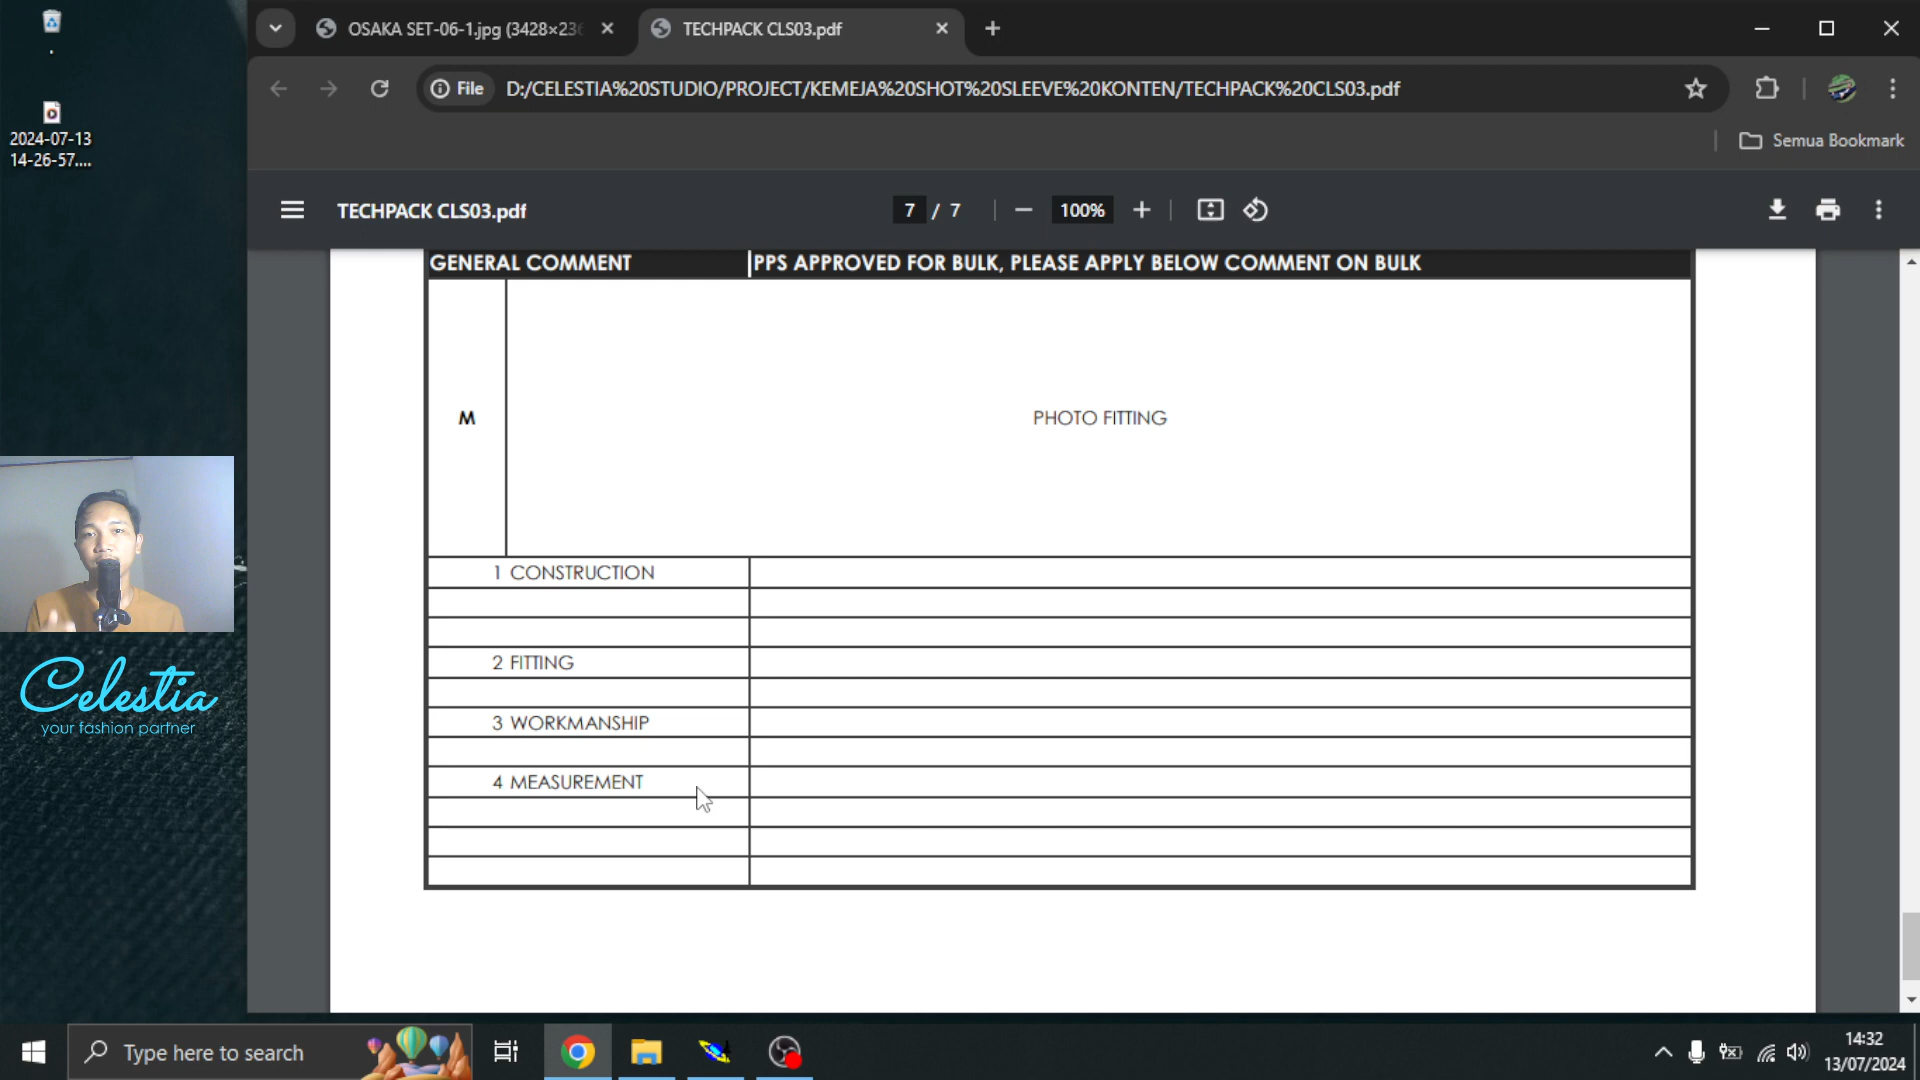 .
2024-07-13
14-26-57....
OSAKA SET-06-1.jpg (3428×236
TECHPACK CLS03.pdf
File
D:/CELESTIA%20STUDIO/PROJECT/KEMEJA%20SHOT%20SLEEVE%20KONTEN/TECHPACK%20CLS03.pdf
Semua Bookmark
TECHPACK CLS03.pdf
7 / 7
100%
GENERAL COMMENT
PPS APPROVED FOR BULK, PLEASE APPLY BELOW COMMENT ON BULK
M
PHOTO FITTING
1 CONSTRUCTION
2 FITTING
3 WORKMANSHIP
4 MEASUREMENT
Celestia
your fashion partner
Type here to search
14:32
13/07/2024